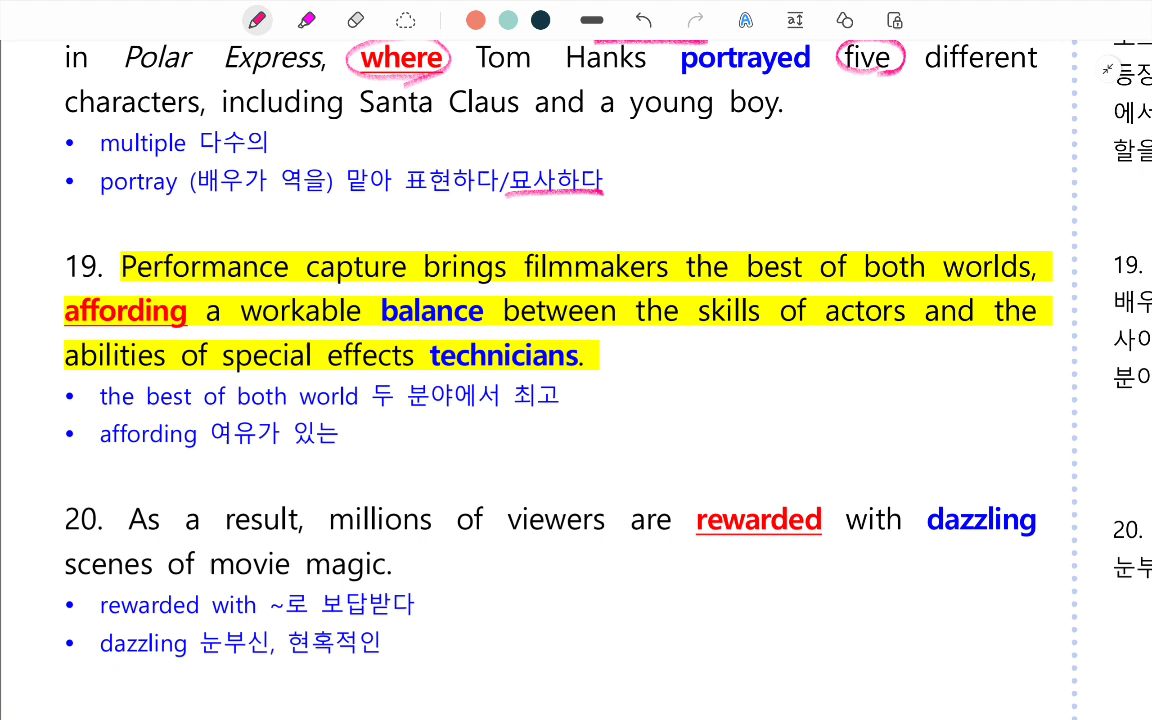 in Polar Express, where Tom Hanks portrayed five different
characters, including Santa Claus and a young boy.
• multiple 다수의
• portray (배우가 역을) 맡아 표현하다/묘사하다
19. Performance capture brings filmmakers the best of both worlds,
affording a workable balance between the skills of actors and the
abilities of special effects technicians.
• the best of both world 두 분야에서 최고
• affording 여유가 있는
20. As a result, millions of viewers are rewarded with dazzling
scenes of movie magic.
• rewarded with ~로 보답받다
• dazzling 눈부신, 현혹적인
등장
에서
할을
19.
배우
사이
분야
20.
눈부